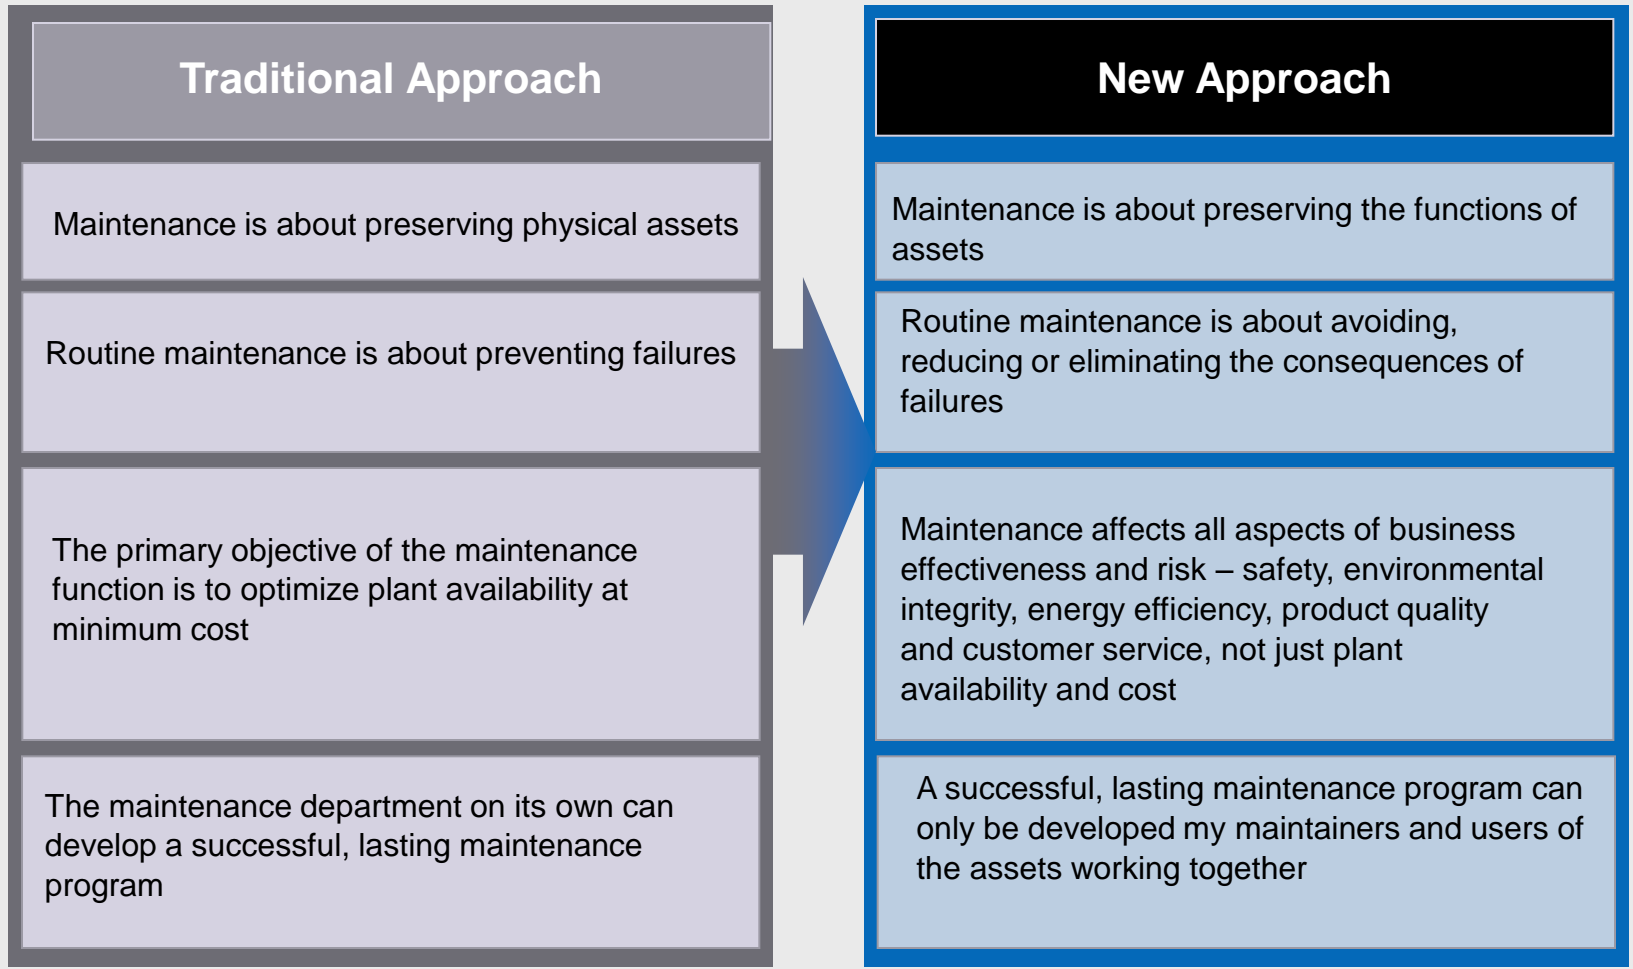 Traditional Approach
Maintenance is about preserving physical assets
Routine maintenance is about preventing failures
The primary objective of the maintenance
function is to optimize plant availability at
minimum cost
The maintenance department on its own can
develop a successful, lasting maintenance
program
New Approach
Maintenance is about preserving the functions of
assets
Routine maintenance is about avoiding,
reducing or eliminating the consequences of
failures
Maintenance affects all aspects of business
effectiveness and risk – safety, environmental
integrity, energy efficiency, product quality
and customer service, not just plant
availability and cost
A successful, lasting maintenance program can
only be developed my maintainers and users of
the assets working together